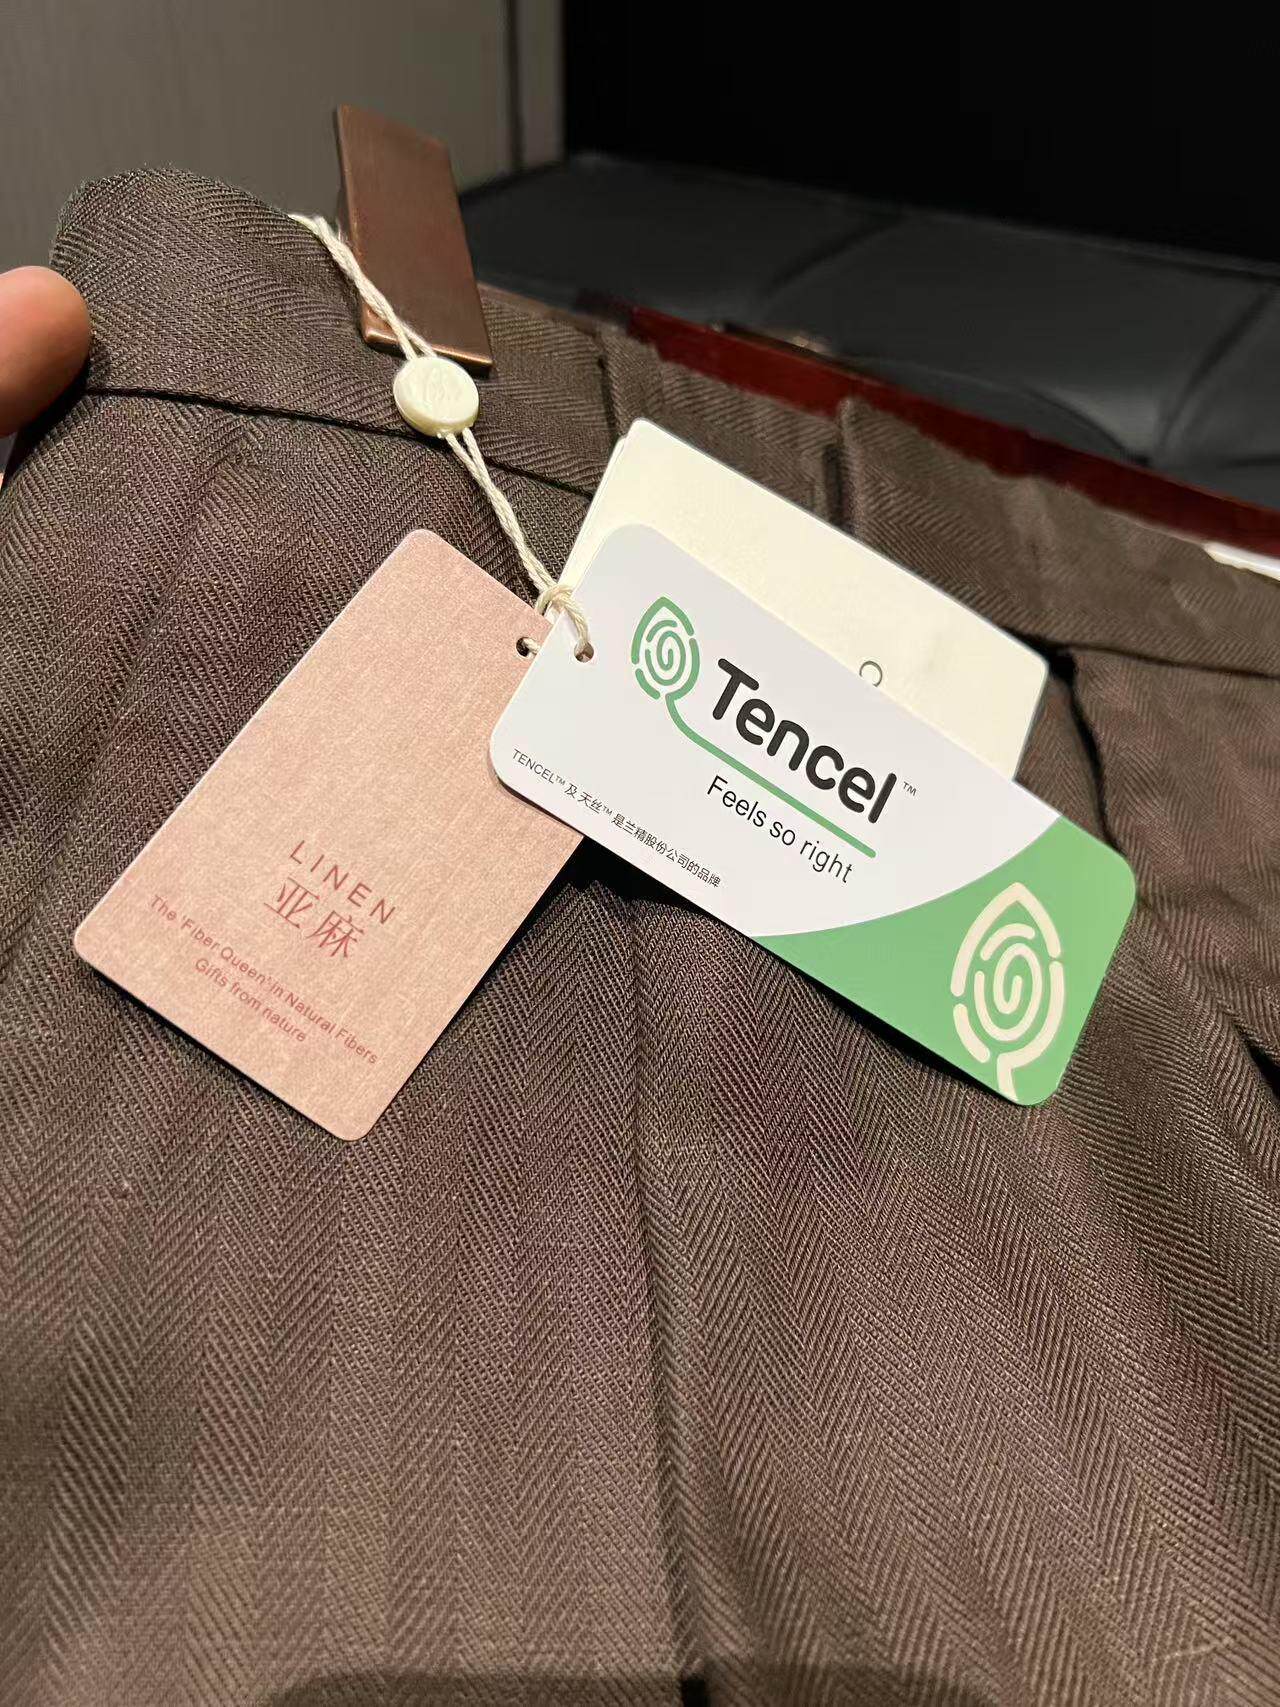 LINEN
亚麻
The 'Fiber Queen' in Natural Fibers
Gifts from nature
Tencel™
Feels so right
TENCEL™ 及 天丝™ 是兰精股份公司的品牌